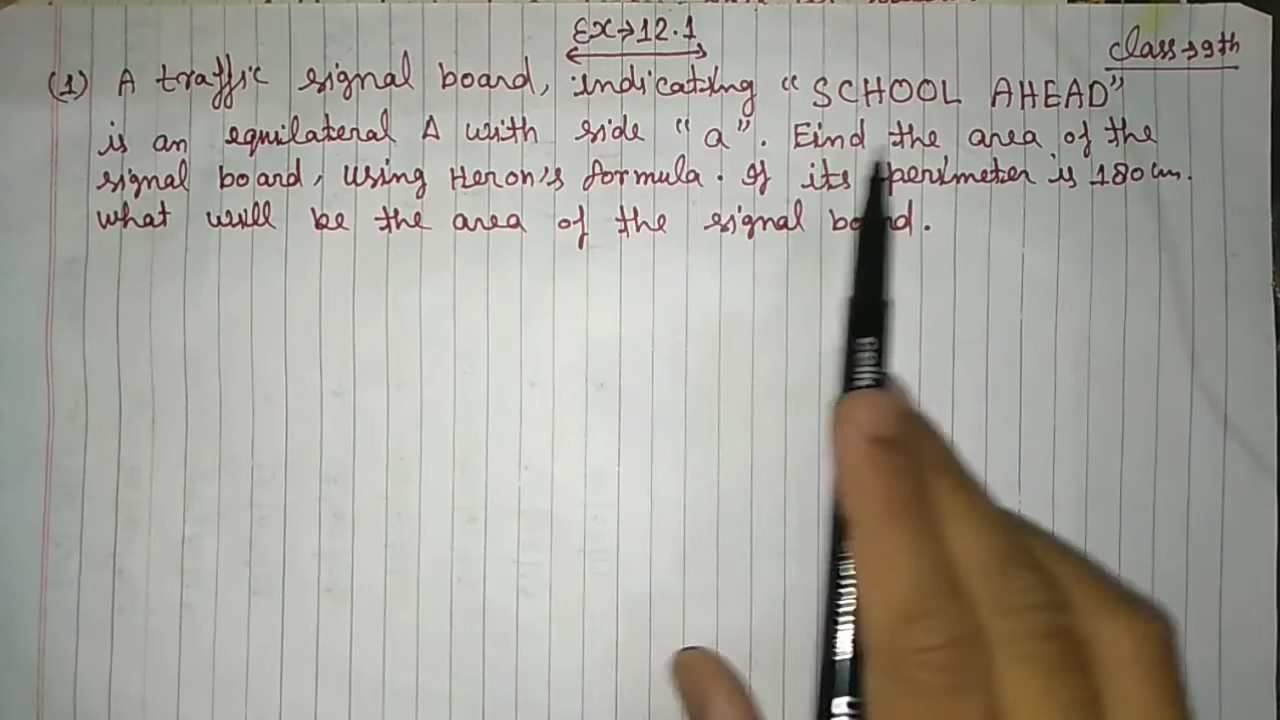 Ex→12.1
Class→9th
(1) A traffic signal board, indicating "SCHOOL AHEAD"
is an equilateral Δ with side "a". Find the area of the
signal board, using Heron's formula. If its perimeter is 180cm.
what will be the area of the signal board.